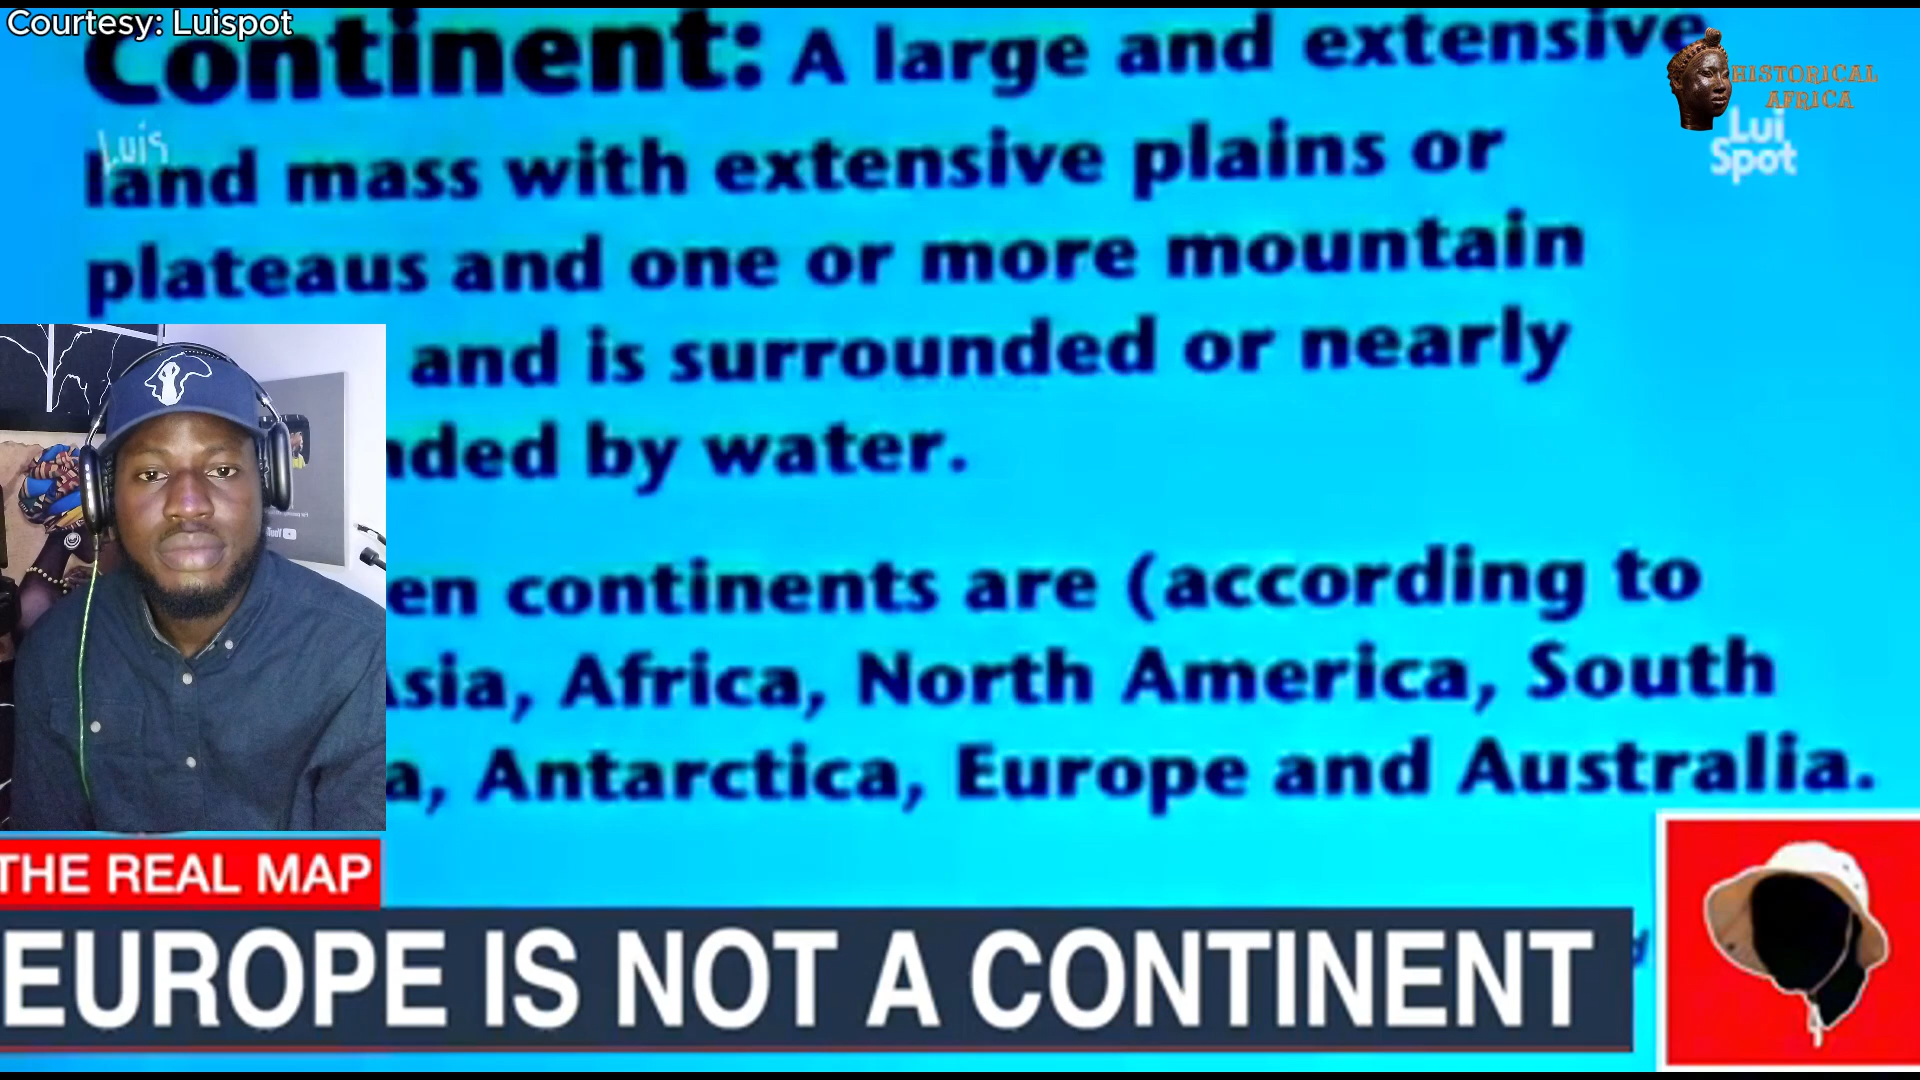 Courtesy: Luispot
Continent: A large and extensive
HISTORICAL
AFRICA
Luis
Lui
Spot
land mass with extensive plains or
plateaus and one or more mountain
and is surrounded or nearly
nded by water.
en continents are (according to
sia, Africa, North America, South
a, Antarctica, Europe and Australia.
THE REAL MAP
EUROPE IS NOT A CONTINENT